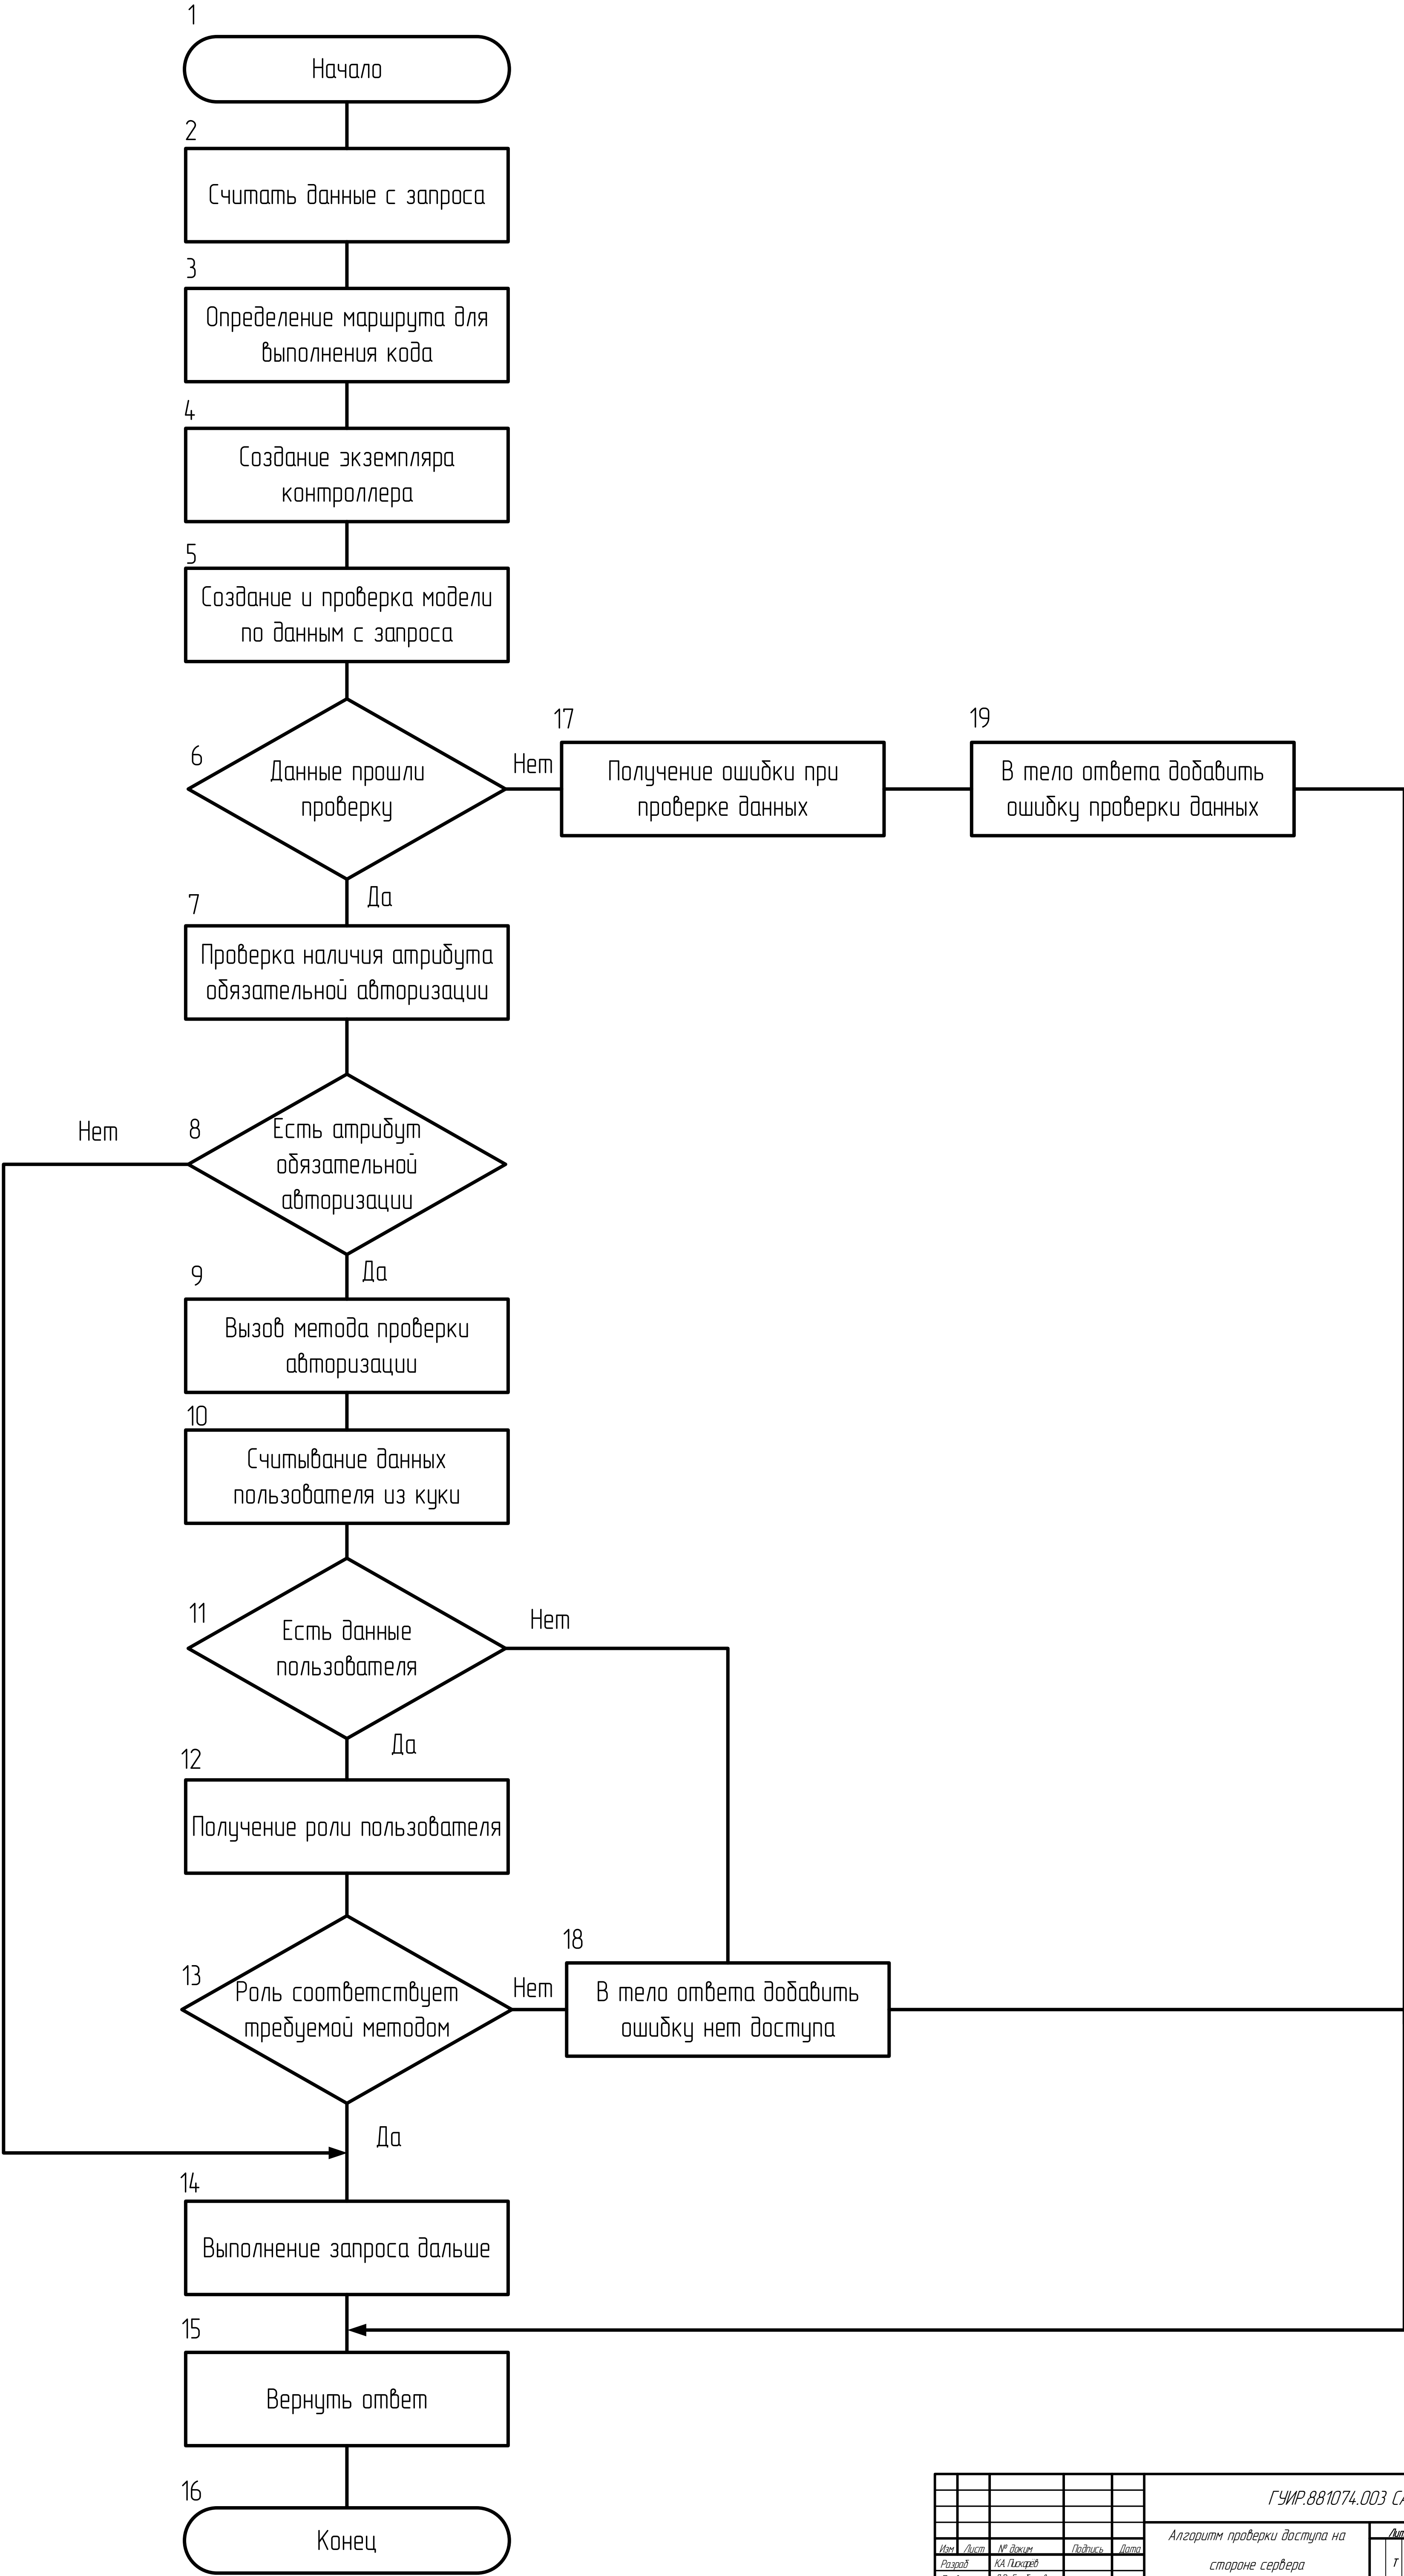 1
Начало
2
Считать данные с запроса
3
Определение маршрута для
выполнения кода
4
Создание экземпляра
контроллера
5
Создание и проверка модели
по данным с запроса
6
Данные прошли
проверку
Нет
17
Получение ошибки при
проверке данных
19
В тело ответа добавить
ошибку проверки данных
Да
7
Проверка наличия атрибута
обязательной авторизации
Нет
8
Есть атрибут
обязательной
авторизации
Да
9
Вызов метода проверки
авторизации
10
Считывание данных
пользователя из куки
11
Есть данные
пользователя
Нет
Да
12
Получение роли пользователя
13
Роль соответствует
требуемой методом
Нет
18
В тело ответа добавить
ошибку нет доступа
Да
14
Выполнение запроса дальше
15
Вернуть ответ
16
Конец
ГУИР.881074.003
Алгоритм проверки доступа на
стороне сервера
Изм Лист № докум Подпись Дата
Разраб К.А. Пискарёв
Т